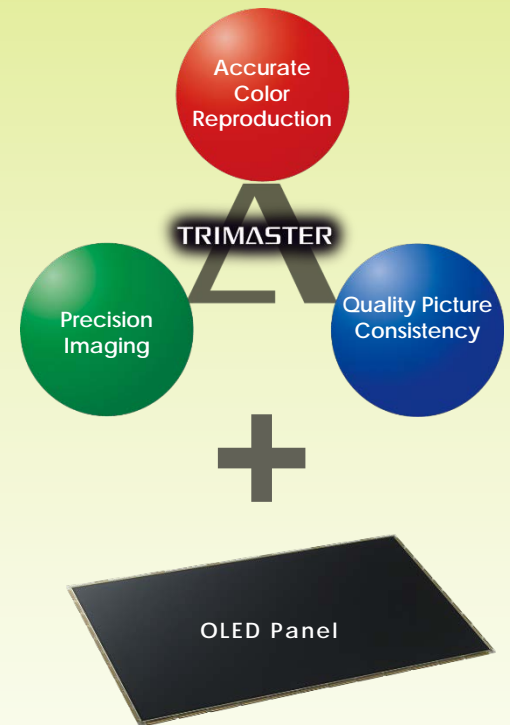 Accurate
Color
Reproduction
TRIMASTER
Precision
Imaging
Quality Picture
Consistency
+
OLED Panel